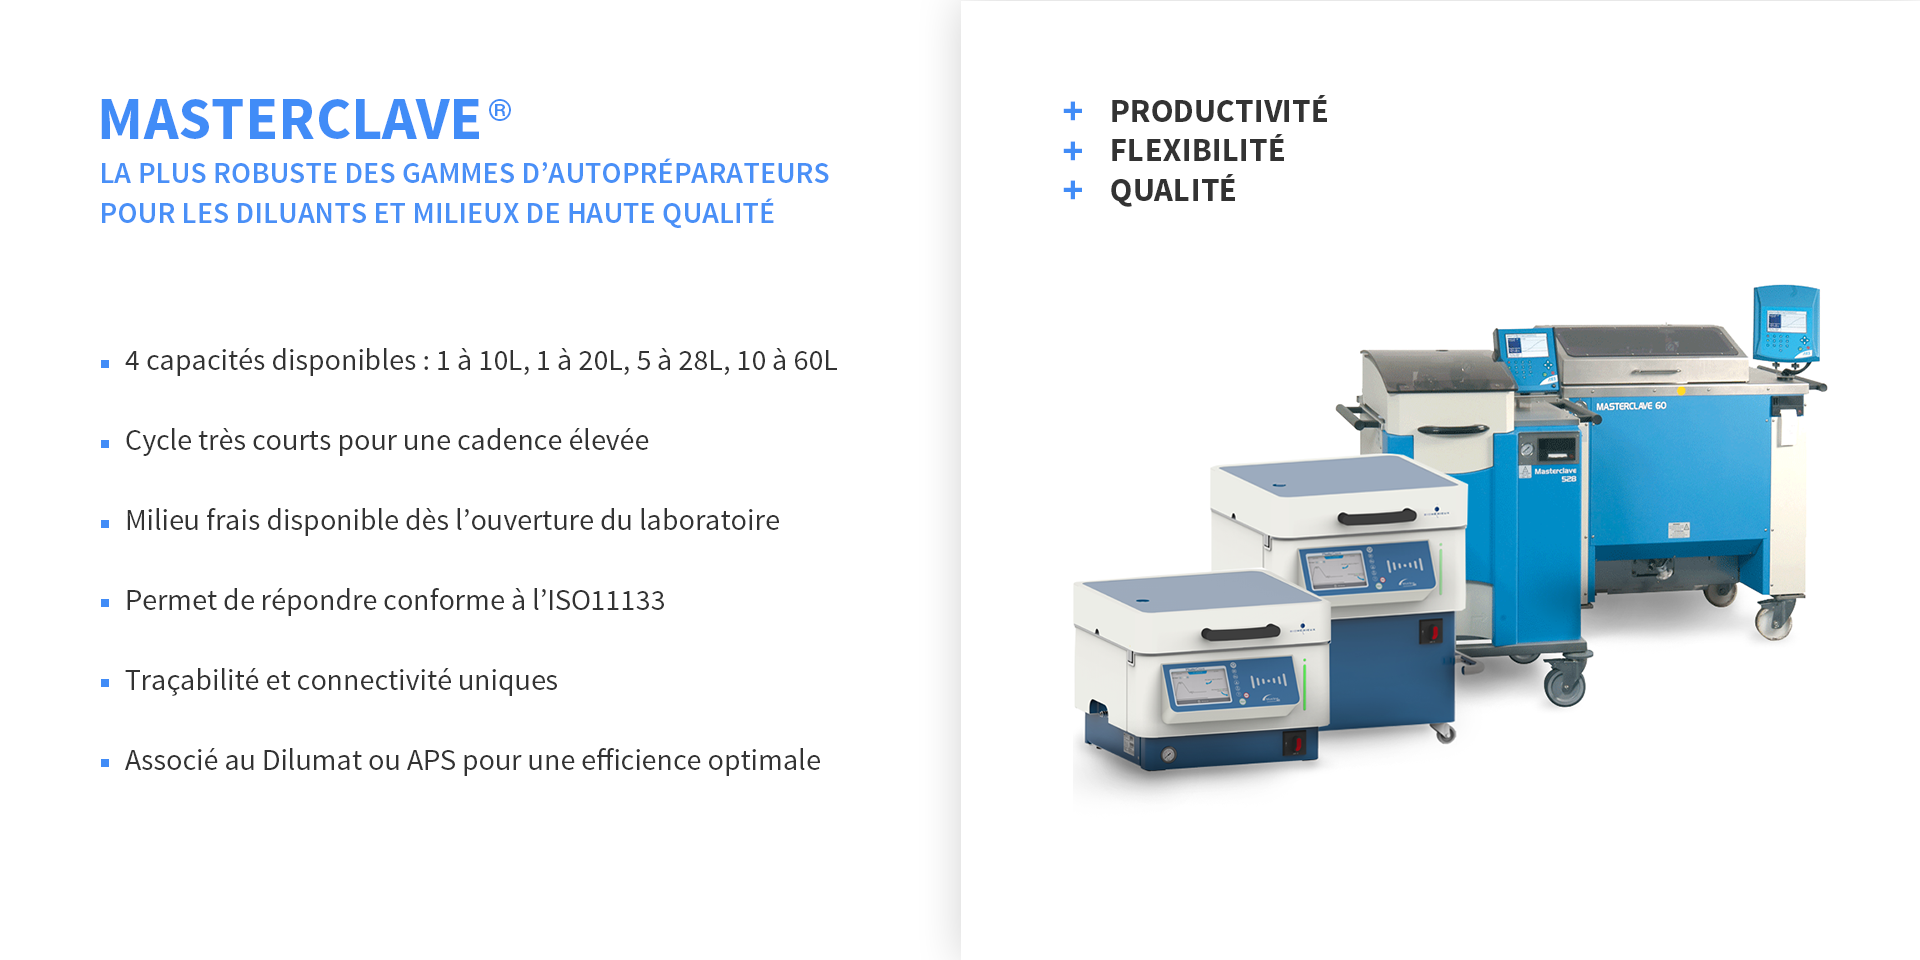 MASTERCLAVE®
LA PLUS ROBUSTE DES GAMMES D’AUTOPRÉPARATEURS
POUR LES DILUANTS ET MILIEUX DE HAUTE QUALITÉ
4 capacités disponibles : 1 à 10L, 1 à 20L, 5 à 28L, 10 à 60L
Cycle très courts pour une cadence élevée
Milieu frais disponible dès l’ouverture du laboratoire
Permet de répondre conforme à l’ISO11133
Traçabilité et connectivité uniques
Associé au Dilumat ou APS pour une efficience optimale
+ PRODUCTIVITÉ
+ FLEXIBILITÉ
+ QUALITÉ
MASTERCLAVE 60
Masterclave
528